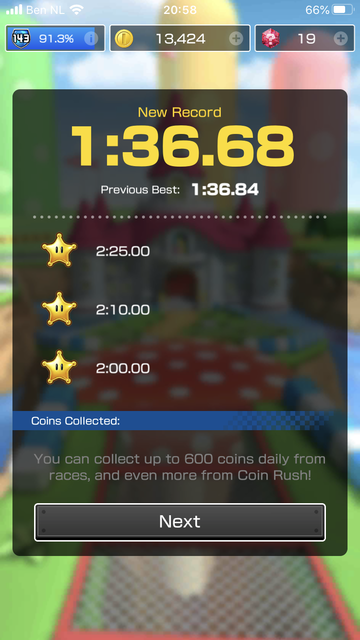 Ben NL 20:58 66%
143 91.3% i 13,424 + 19 +
New Record
1:36.68
Previous Best: 1:36.84
2:25.00
2:10.00
2:00.00
Coins Collected:
You can collect up to 600 coins daily from
races, and even more from Coin Rush!
Next